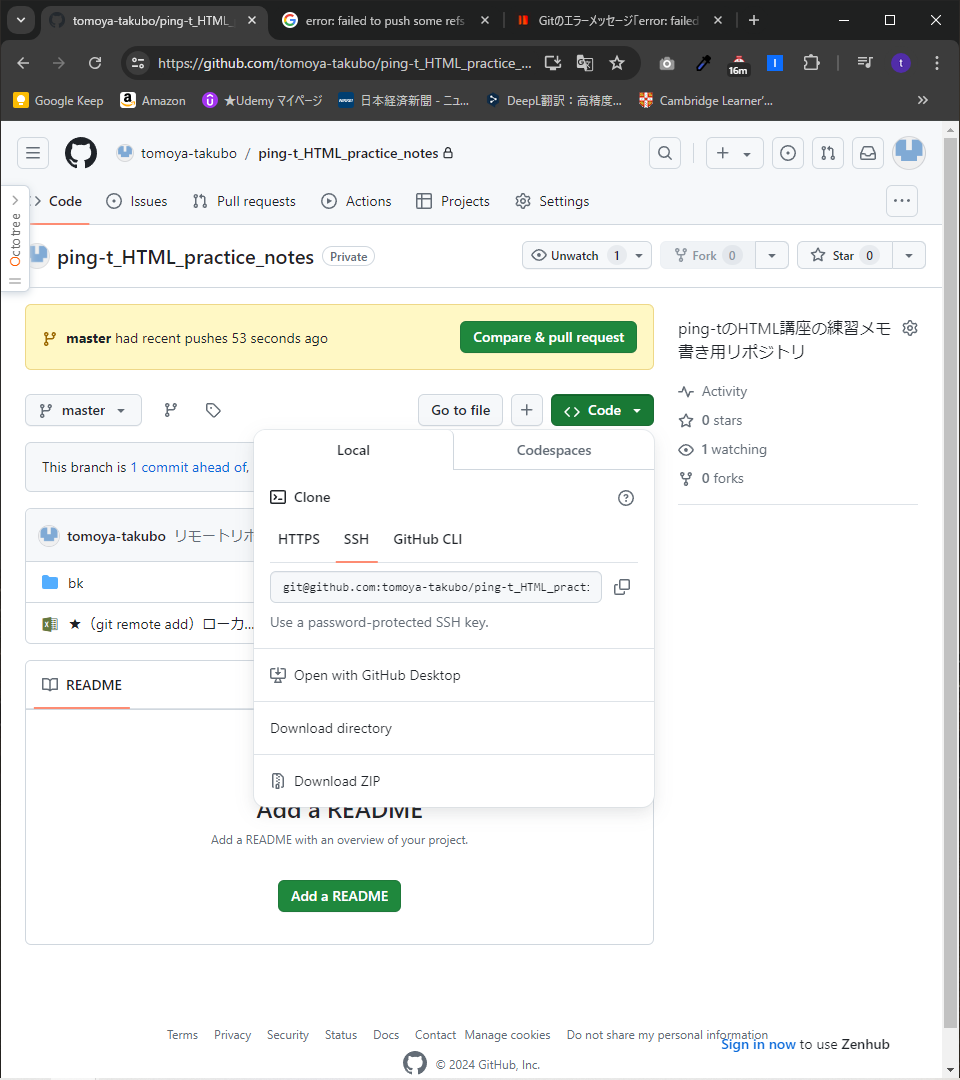 tomoya-takubo/ping-t_HTML_
error: failed to push some refs
Gitのエラーメッセージ「error: failed
https://github.com/tomoya-takubo/ping-t_HTML_practice_...
16m
t
Google Keep
Amazon
★Udemy マイページ
日本経済新聞 - ニュ...
DeepL翻訳：高精度...
Cambridge Learner'...
tomoya-takubo / ping-t_HTML_practice_notes
Code
Issues
Pull requests
Actions
Projects
Settings
Octotree
ping-t_HTML_practice_notes
Private
Unwatch 1
Fork 0
Star 0
master had recent pushes 53 seconds ago
Compare & pull request
ping-tのHTML講座の練習メモ
書き用リポジトリ
Activity
0 stars
1 watching
0 forks
master
Go to file
Code
Local
Codespaces
This branch is 1 commit ahead of,
Clone
tomoya-takubo リモートリポ
HTTPS
SSH
GitHub CLI
bk
git@github.com:tomoya-takubo/ping-t_HTML_practi
★（git remote add）ローカ...
Use a password-protected SSH key.
Open with GitHub Desktop
README
Download directory
Download ZIP
Add a README
Add a README with an overview of your project.
Add a README
Terms
Privacy
Security
Status
Docs
Contact
Manage cookies
Do not share my personal information
Sign in now to use Zenhub
© 2024 GitHub, Inc.